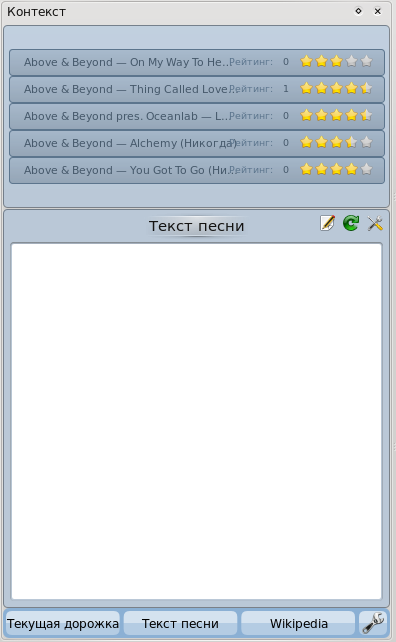 Контекст
Above & Beyond — On My Way To He... Рейтинг: 0
Above & Beyond — Thing Called Love... Рейтинг: 1
Above & Beyond pres. Oceanlab — L... Рейтинг: 0
Above & Beyond — Alchemy (Никогда) Рейтинг: 0
Above & Beyond — You Got To Go (Ни... Рейтинг: 0
Текст песни
Текущая дорожка Текст песни Wikipedia